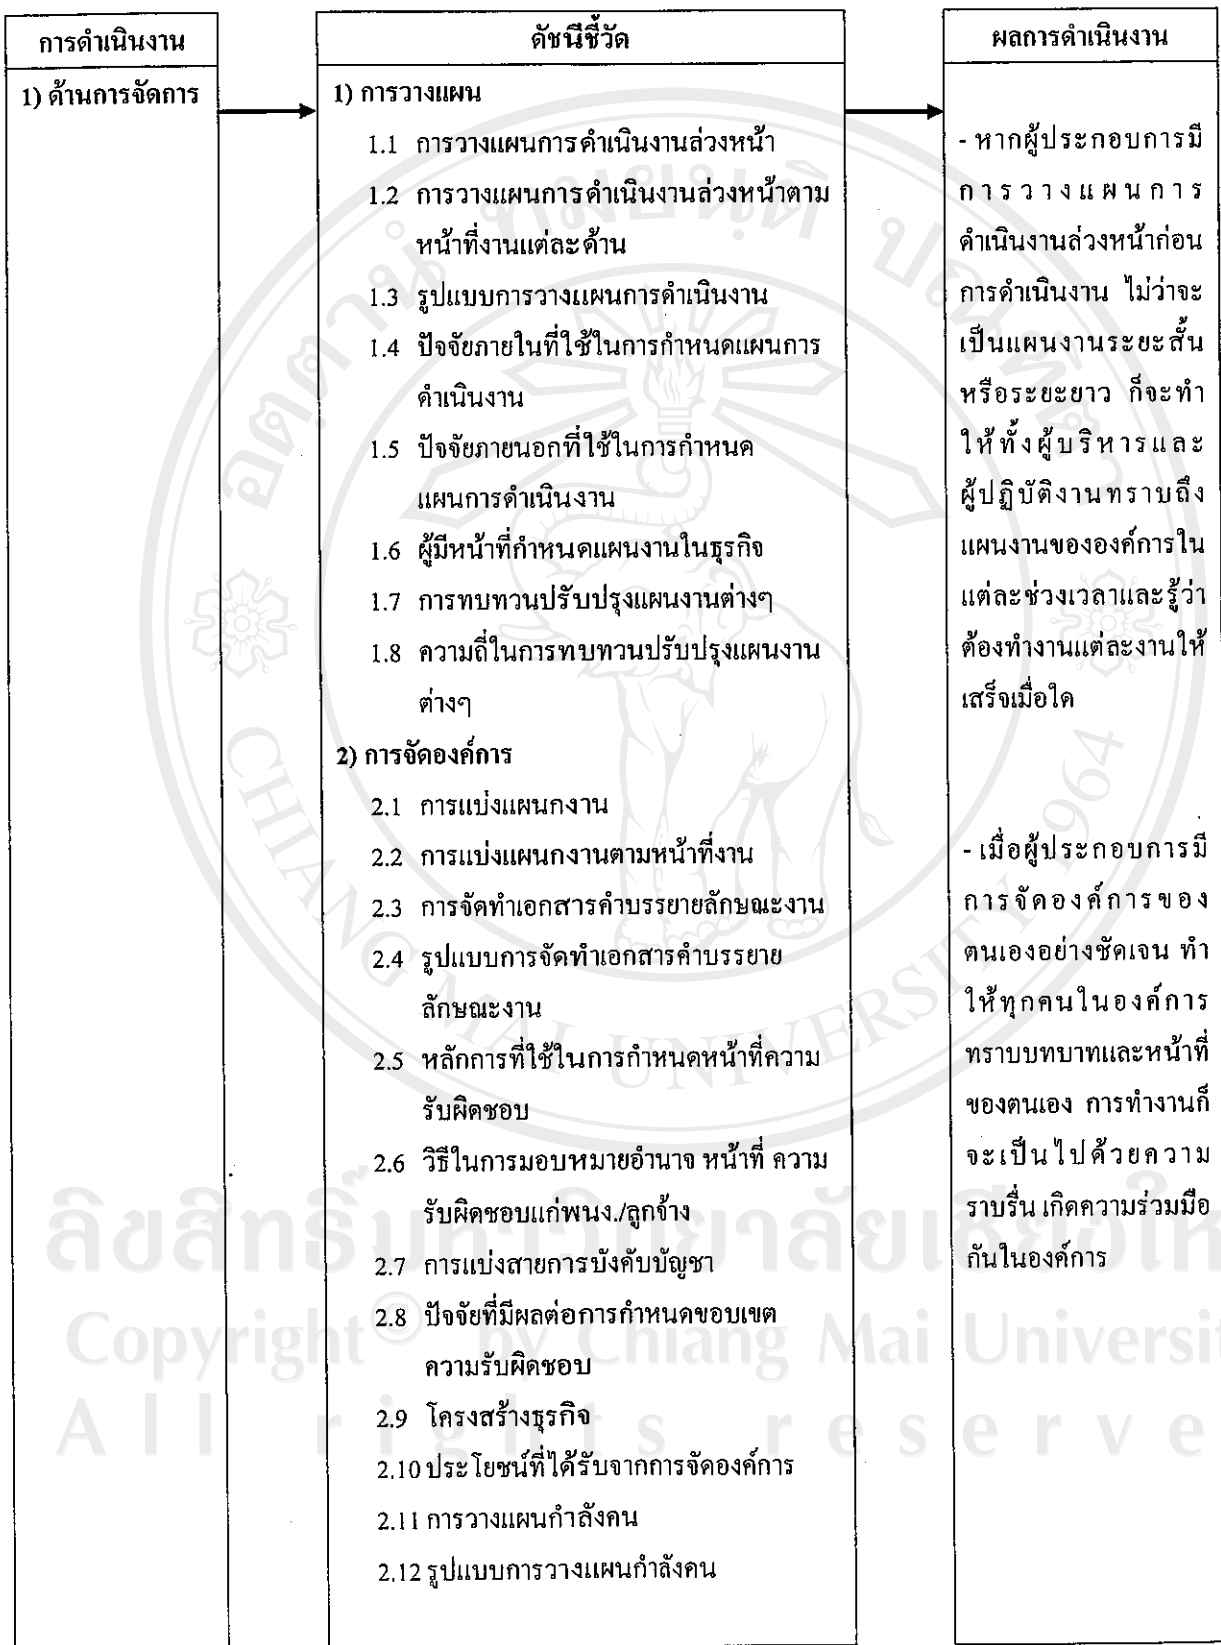 การดำเนินงาน
1) ด้านการจัดการ
ดัชนีชี้วัด
1) การวางแผน
1.1 การวางแผนการดำเนินงานล่วงหน้า
1.2 การวางแผนการดำเนินงานล่วงหน้าตาม
หน้าที่งานแต่ละด้าน
1.3 รูปแบบการวางแผนการดำเนินงาน
1.4 ปัจจัยภายในที่ใช้ในการกำหนดแผนการ
ดำเนินงาน
1.5 ปัจจัยภายนอกที่ใช้ในการกำหนด
แผนการดำเนินงาน
1.6 ผู้มีหน้าที่กำหนดแผนงานในธุรกิจ
1.7 การทบทวนปรับปรุงแผนงานต่างๆ
1.8 ความถี่ในการทบทวนปรับปรุงแผนงาน
ต่างๆ
2) การจัดองค์การ
2.1 การแบ่งแผนกงาน
2.2 การแบ่งแผนกงานตามหน้าที่งาน
2.3 การจัดทำเอกสารคำบรรยายลักษณะงาน
2.4 รูปแบบการจัดทำเอกสารคำบรรยาย
ลักษณะงาน
2.5 หลักการที่ใช้ในการกำหนดหน้าที่ความ
รับผิดชอบ
2.6 วิธีในการมอบหมายอำนาจ หน้าที่ ความ
รับผิดชอบแก่พนง./ลูกจ้าง
2.7 การแบ่งสายการบังคับบัญชา
2.8 ปัจจัยที่มีผลต่อการกำหนดขอบเขต
ความรับผิดชอบ
2.9 โครงสร้างธุรกิจ
2.10 ประโยชน์ที่ได้รับจากการจัดองค์การ
2.11 การวางแผนกำลังคน
2.12 รูปแบบการวางแผนกำลังคน
ผลการดำเนินงาน
- หากผู้ประกอบการมี
การวางแผนการ
ดำเนินงานล่วงหน้าก่อน
การดำเนินงาน ไม่ว่าจะ
เป็นแผนงานระยะสั้น
หรือระยะยาว ก็จะทำ
ให้ทั้งผู้บริหารและ
ผู้ปฏิบัติงานทราบถึง
แผนงานขององค์การใน
แต่ละช่วงเวลาและรู้ว่า
ต้องทำงานแต่ละงานให้
เสร็จเมื่อใด
- เมื่อผู้ประกอบการมี
การจัดองค์การของ
ตนเองอย่างชัดเจน ทำ
ให้ทุกคนในองค์การ
ทราบบทบาทและหน้าที่
ของตนเอง การทำงานก็
จะเป็นไปด้วยความ
ราบรื่น เกิดความร่วมมือ
กันในองค์การ
CHIANG MAI UNIVERSITY 1964
ลิขสิทธิ์มหาวิทยาลัยเชียงให
Copyright© by Chiang Mai Universit
All rights reserve